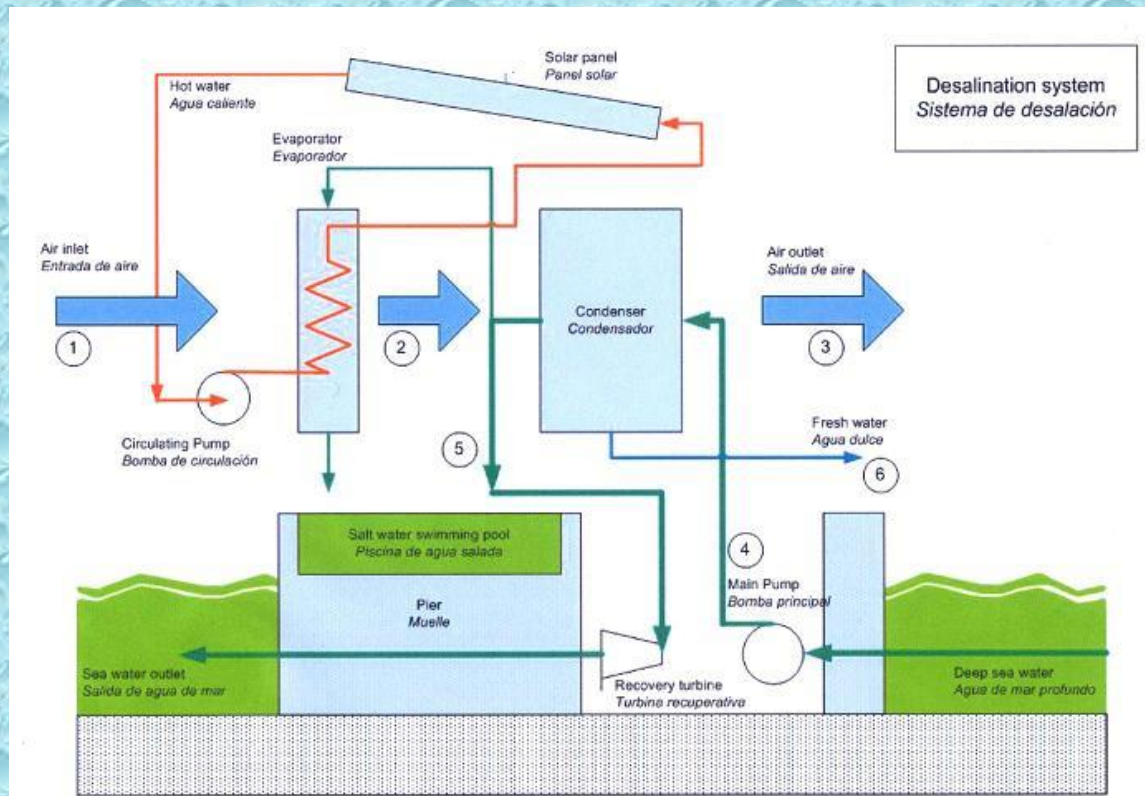 Solar panel
Panel solar
Desalination system
Sistema de desalación
Hot water
Agua caliente
Evaporator
Evaporador
Air inlet
Entrada de aire
Air outlet
Salida de aire
Condenser
Condensador
1
2
3
Circulating Pump
Bomba de circulación
5
Fresh water
Agua dulce
6
Salt water swimming pool
Piscina de agua salada
4
Main Pump
Bomba principal
Pier
Muelle
Sea water outlet
Salida de agua de mar
Recovery turbine
Turbina recuperativa
Deep sea water
Agua de mar profundo